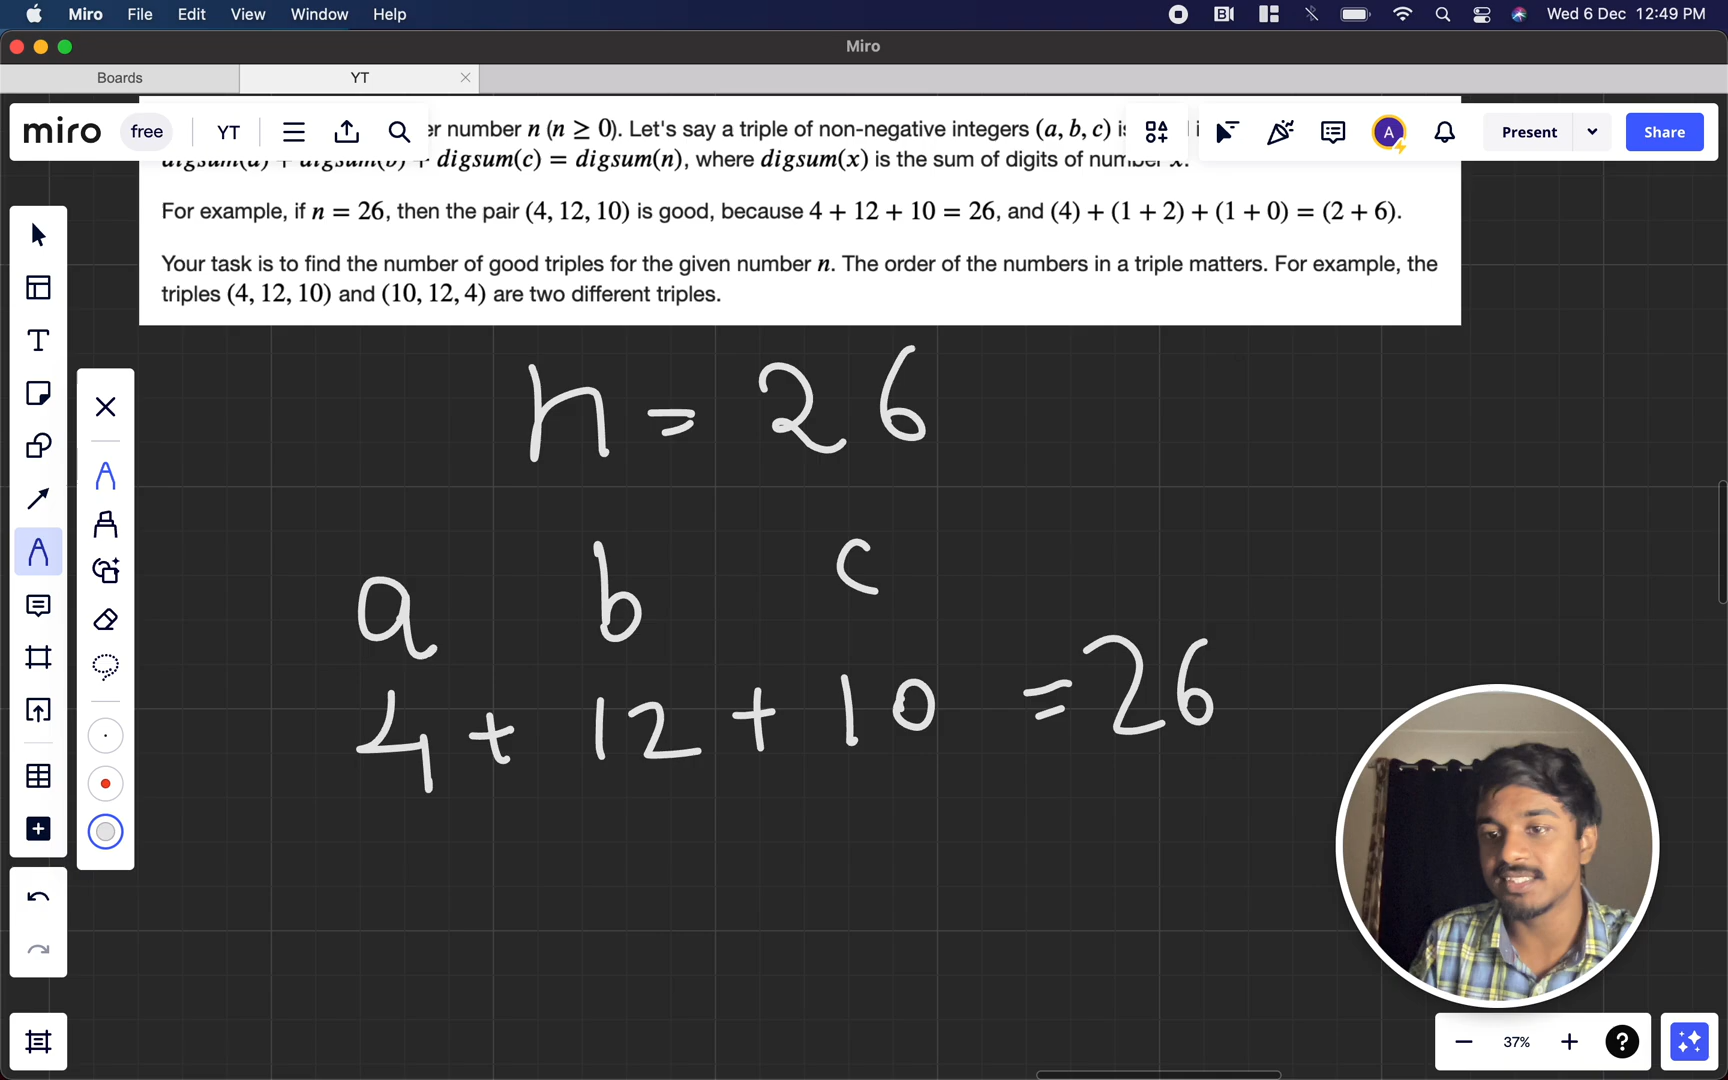 Miro File Edit View Window Help Wed 6 Dec 12:49 PM
Miro
Boards YT
miro free YT er number n (n ≥ 0). Let's say a triple of non-negative integers (a, b, c) Present Share
digsum(a) + digsum(b) + digsum(c) = digsum(n), where digsum(x) is the sum of digits of number x.
For example, if n = 26, then the pair (4, 12, 10) is good, because 4 + 12 + 10 = 26, and (4) + (1 + 2) + (1 + 0) = (2 + 6).
Your task is to find the number of good triples for the given number n. The order of the numbers in a triple matters. For example, the
triples (4, 12, 10) and (10, 12, 4) are two different triples.
n = 26
a b c
4 + 12 + 10 = 26
A
37%